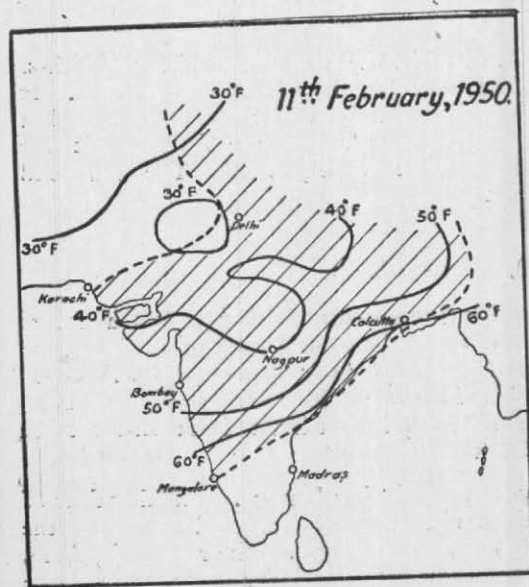 30°F
11th February, 1950.
30°F
Delhi
40°F
50°F
30°F
Karachi
40°F
Calcutta
60°F
Nagpur
Bombay
50°F
60°F
Mangalore
Madras